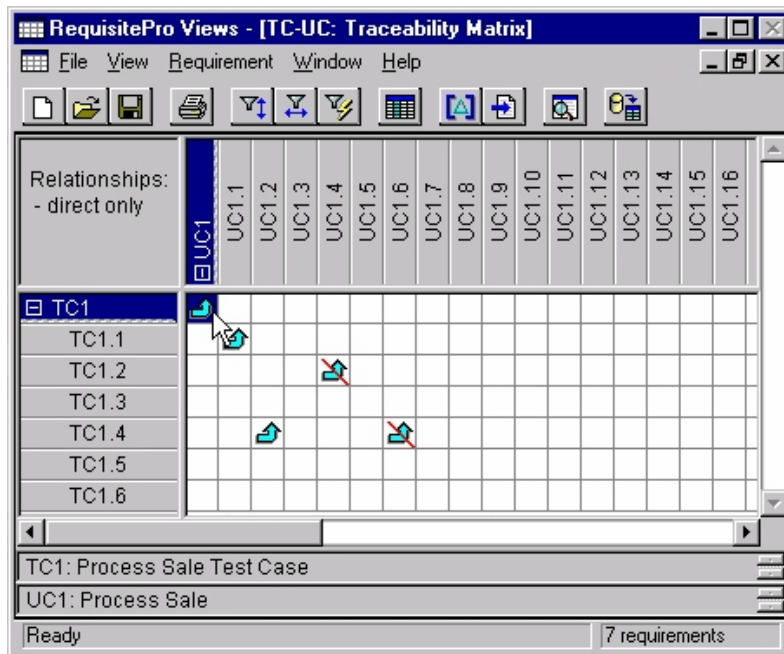 RequisitePro Views - [TC-UC: Traceability Matrix]
File View Requirement Window Help
Relationships:
- direct only
UC1
UC1.1
UC1.2
UC1.3
UC1.4
UC1.5
UC1.6
UC1.7
UC1.8
UC1.9
UC1.10
UC1.11
UC1.12
UC1.13
UC1.14
UC1.15
UC1.16
TC1
TC1.1
TC1.2
TC1.3
TC1.4
TC1.5
TC1.6
TC1: Process Sale Test Case
UC1: Process Sale
Ready 7 requirements